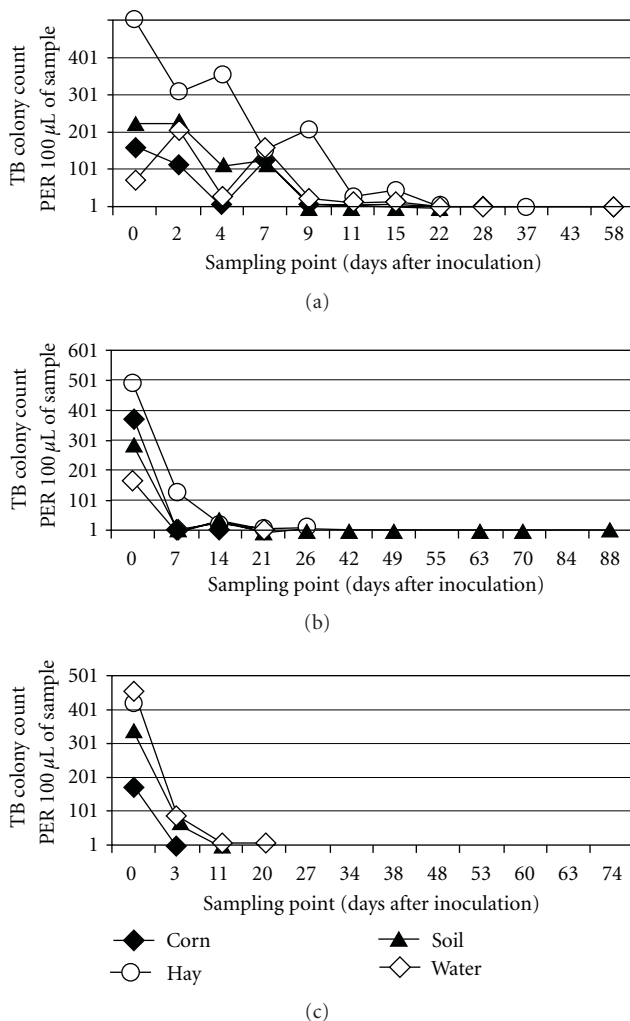 TB colony count
PER 100 μL of sample
401
301
201
101
1
0 2 4 7 9 11 15 22 28 37 43 58
Sampling point (days after inoculation)
(a)
TB colony count
PER 100 μL of sample
601
501
401
301
201
101
1
0 7 14 21 26 42 49 55 63 70 84 88
Sampling point (days after inoculation)
(b)
TB colony count
PER 100 μL of sample
501
401
301
201
101
1
0 3 11 20 27 34 38 48 53 60 63 74
Sampling point (days after inoculation)
Corn Soil
Hay Water
(c)